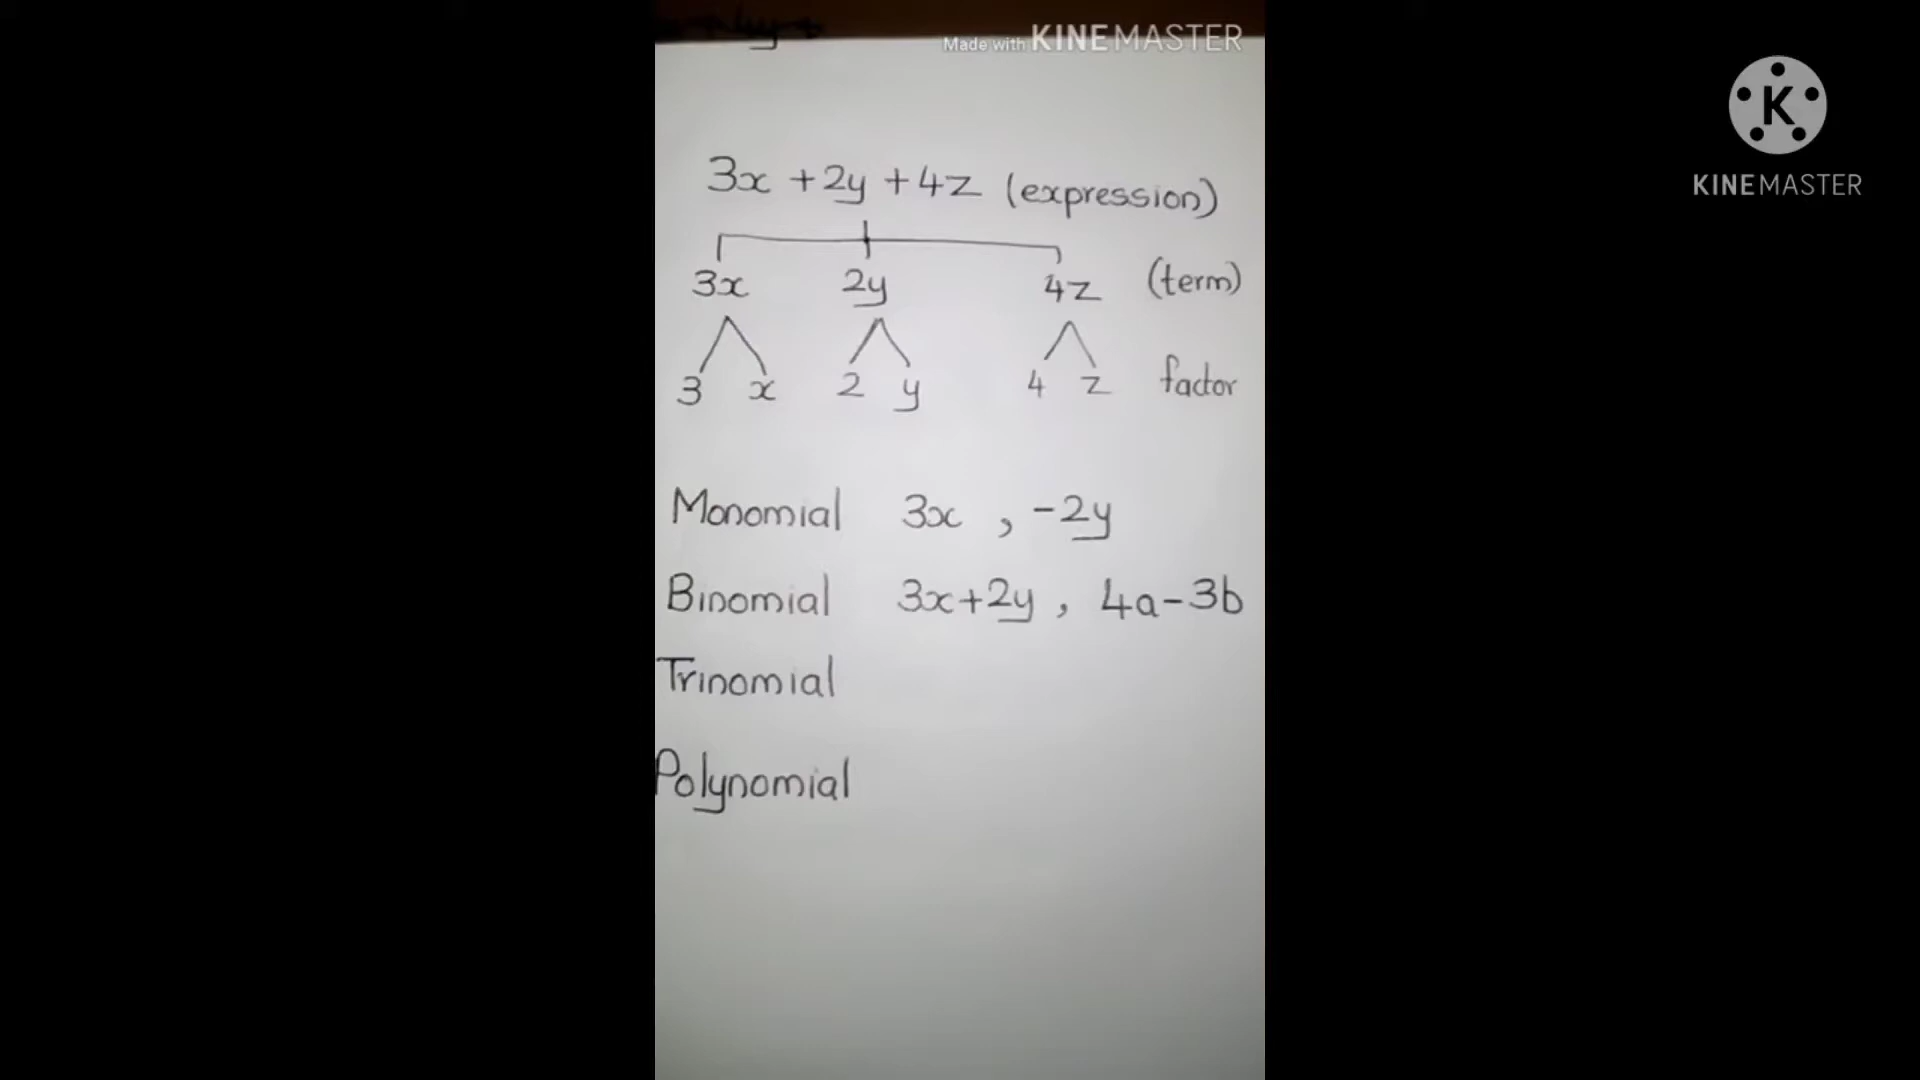 Made with KINEMASTER
K
KINEMASTER
3x + 2y + 4z (expression)
3x 2y 4z (term)
3 x 2 y 4 z factor
Monomial 3x , -2y
Binomial 3x+2y , 4a-3b
Trinomial
Polynomial